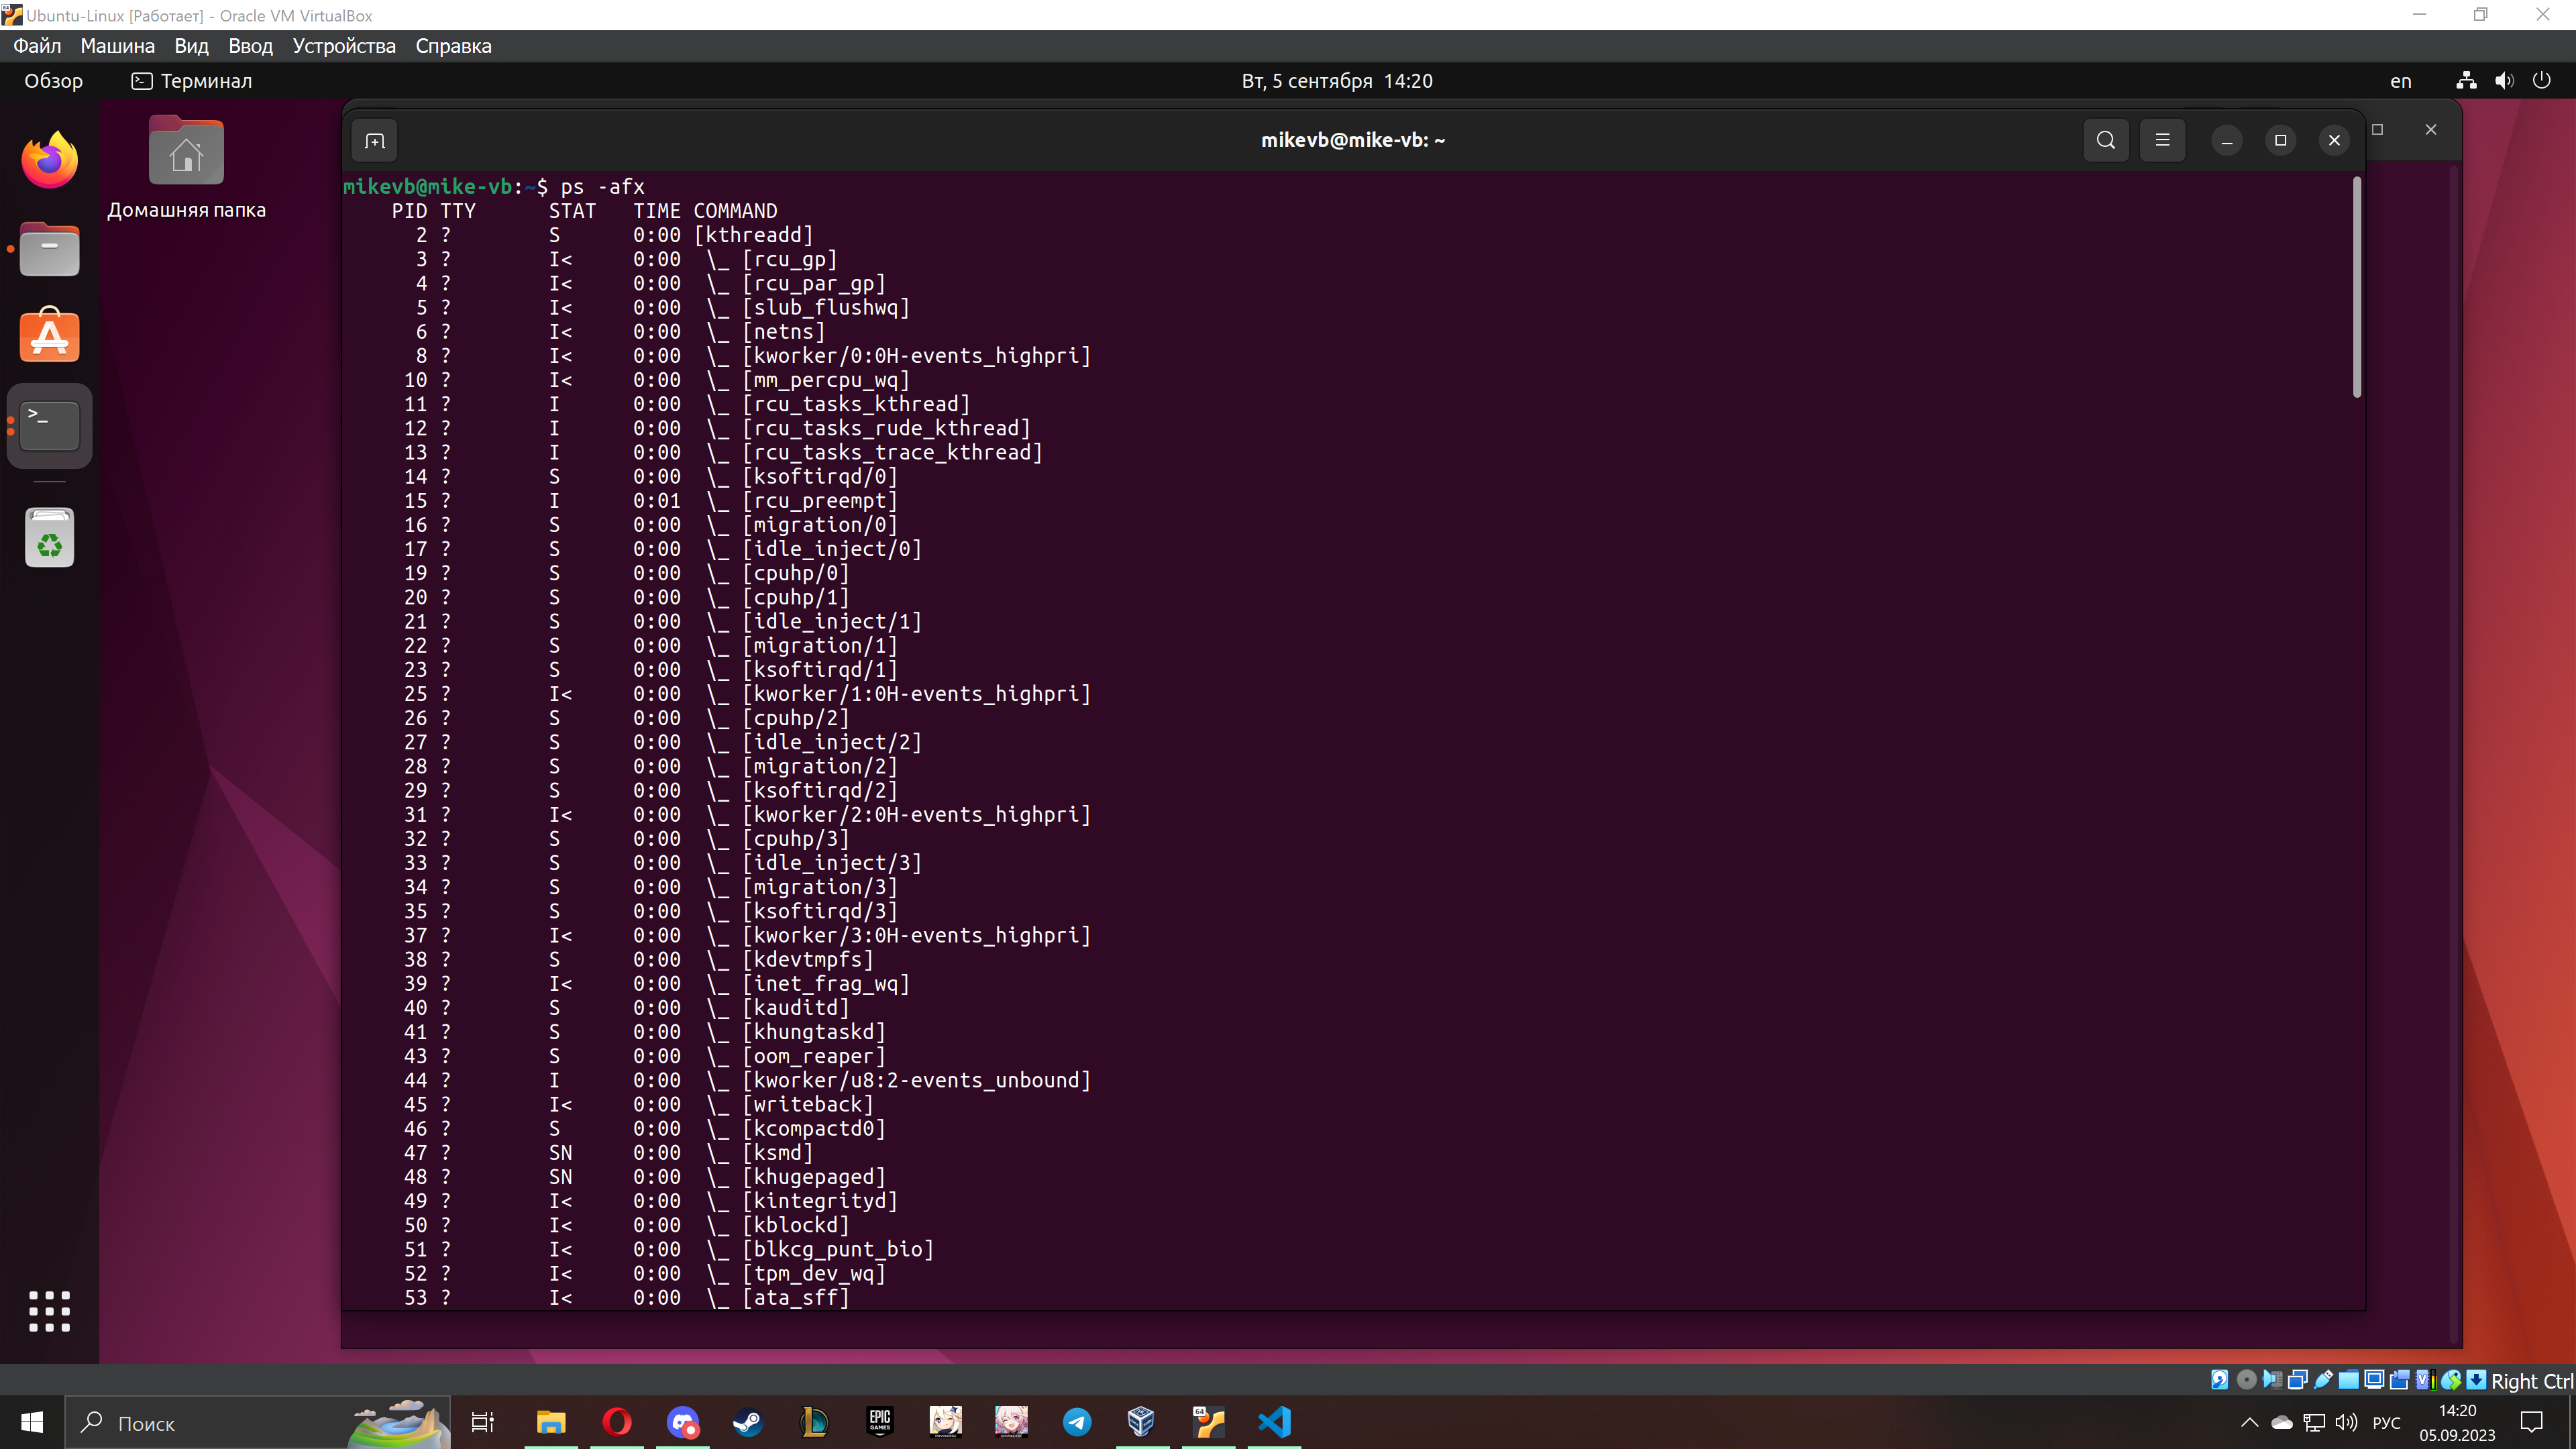 Ubuntu-Linux [Работает] - Oracle VM VirtualBox
Файл Машина Вид Ввод Устройства Справка
Обзор Терминал Вт, 5 сентября 14:20 en
Домашняя папка
mikevb@mike-vb: ~
mikevb@mike-vb:~$ ps -afx
PID TTY STAT TIME COMMAND
2 ? S 0:00 [kthreadd]
3 ? I< 0:00 \_ [rcu_gp]
4 ? I< 0:00 \_ [rcu_par_gp]
5 ? I< 0:00 \_ [slub_flushwq]
6 ? I< 0:00 \_ [netns]
8 ? I< 0:00 \_ [kworker/0:0H-events_highpri]
10 ? I< 0:00 \_ [mm_percpu_wq]
11 ? I 0:00 \_ [rcu_tasks_kthread]
12 ? I 0:00 \_ [rcu_tasks_rude_kthread]
13 ? I 0:00 \_ [rcu_tasks_trace_kthread]
14 ? S 0:00 \_ [ksoftirqd/0]
15 ? I 0:01 \_ [rcu_preempt]
16 ? S 0:00 \_ [migration/0]
17 ? S 0:00 \_ [idle_inject/0]
19 ? S 0:00 \_ [cpuhp/0]
20 ? S 0:00 \_ [cpuhp/1]
21 ? S 0:00 \_ [idle_inject/1]
22 ? S 0:00 \_ [migration/1]
23 ? S 0:00 \_ [ksoftirqd/1]
25 ? I< 0:00 \_ [kworker/1:0H-events_highpri]
26 ? S 0:00 \_ [cpuhp/2]
27 ? S 0:00 \_ [idle_inject/2]
28 ? S 0:00 \_ [migration/2]
29 ? S 0:00 \_ [ksoftirqd/2]
31 ? I< 0:00 \_ [kworker/2:0H-events_highpri]
32 ? S 0:00 \_ [cpuhp/3]
33 ? S 0:00 \_ [idle_inject/3]
34 ? S 0:00 \_ [migration/3]
35 ? S 0:00 \_ [ksoftirqd/3]
37 ? I< 0:00 \_ [kworker/3:0H-events_highpri]
38 ? S 0:00 \_ [kdevtmpfs]
39 ? I< 0:00 \_ [inet_frag_wq]
40 ? S 0:00 \_ [kauditd]
41 ? S 0:00 \_ [khungtaskd]
43 ? S 0:00 \_ [oom_reaper]
44 ? I 0:00 \_ [kworker/u8:2-events_unbound]
45 ? I< 0:00 \_ [writeback]
46 ? S 0:00 \_ [kcompactd0]
47 ? SN 0:00 \_ [ksmd]
48 ? SN 0:00 \_ [khugepaged]
49 ? I< 0:00 \_ [kintegrityd]
50 ? I< 0:00 \_ [kblockd]
51 ? I< 0:00 \_ [blkcg_punt_bio]
52 ? I< 0:00 \_ [tpm_dev_wq]
53 ? I< 0:00 \_ [ata_sff]
Right Ctrl
Поиск
EPIC GAMES
64
РУС
14:20
05.09.2023